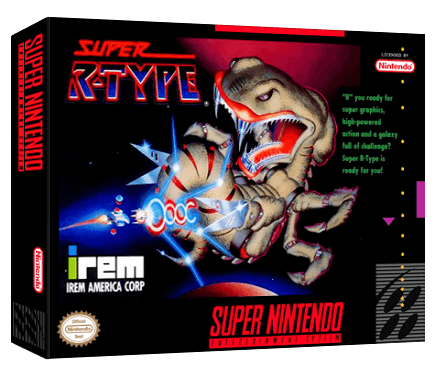 SUPER
R-TYPE
LICENSED BY
Nintendo
"R" you ready for
super graphics,
high-powered
action and a galaxy
full of challenge?
Super R-Type is
ready for you!
irem
IREM AMERICA CORP
SUPER NINTENDO
ENTERTAINMENT SYSTEM
SUPER NINTENDO
ENTERTAINMENT SYSTEM
Nintendo
Official
Nintendo
Seal